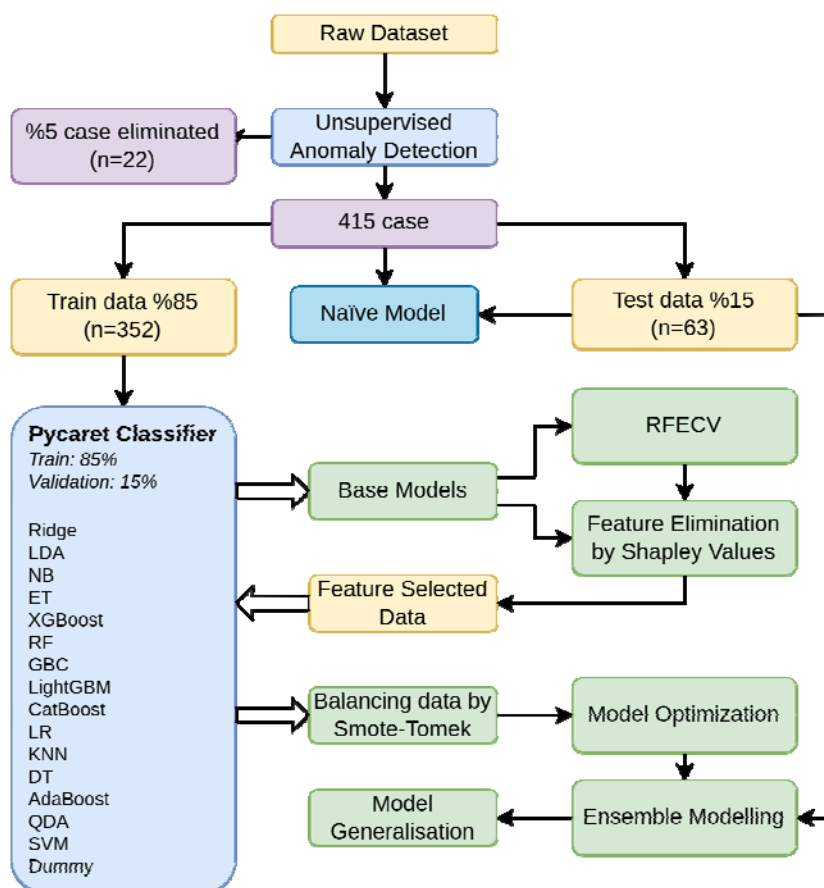 Raw Dataset
%5 case eliminated
(n=22)
Unsupervised
Anomaly Detection
415 case
Train data %85
(n=352)
Naïve Model
Test data %15
(n=63)
Pycaret Classifier
Train: 85%
Validation: 15%
Ridge
LDA
NB
ET
XGBoost
RF
GBC
LightGBM
CatBoost
LR
KNN
DT
AdaBoost
QDA
SVM
Dummy
Base Models
RFECV
Feature Elimination
by Shapley Values
Feature Selected
Data
Balancing data by
Smote-Tomek
Model Optimization
Model
Generalisation
Ensemble Modelling